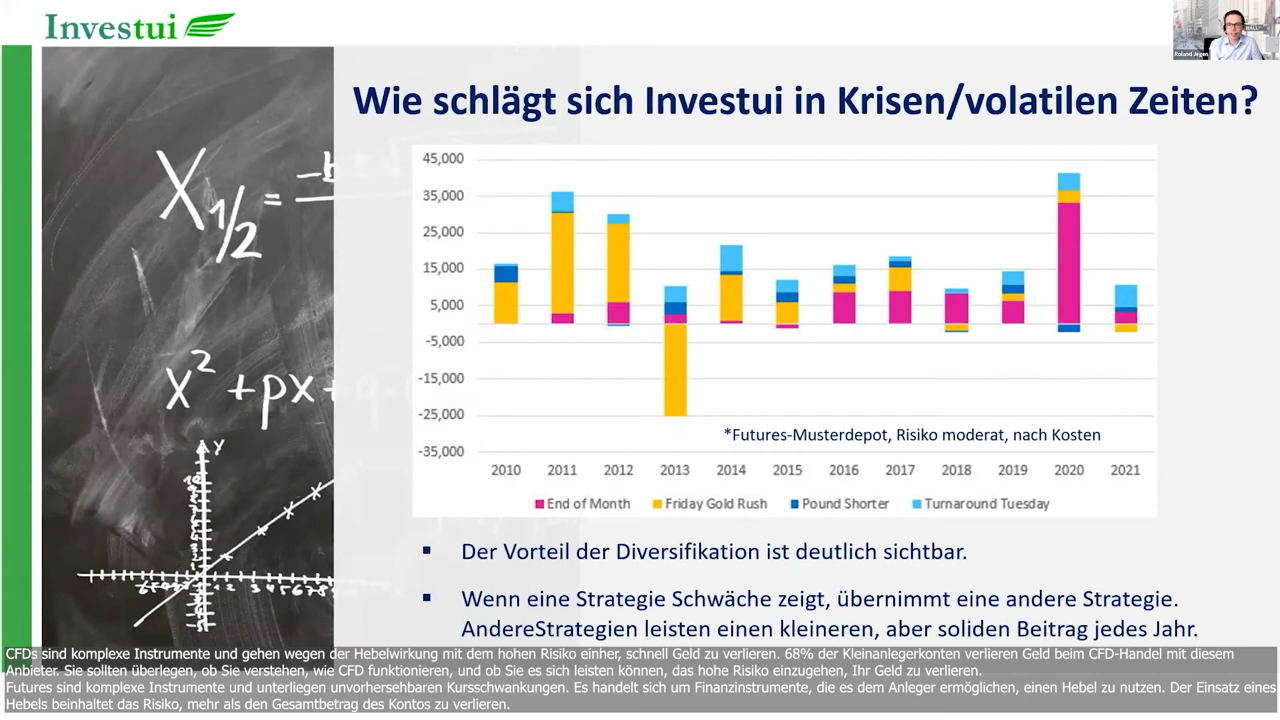 Investui
Roland Jegen
Wie schlägt sich Investui in Krisen/volatilen Zeiten?
X1/2 = -b
x² + px + q
45,000
35,000
25,000
15,000
5,000
-5,000
-15,000
-25,000
-35,000
*Futures-Musterdepot, Risiko moderat, nach Kosten
2010 2011 2012 2013 2014 2015 2016 2017 2018 2019 2020 2021
End of Month Friday Gold Rush Pound Shorter Turnaround Tuesday
y
▪ Der Vorteil der Diversifikation ist deutlich sichtbar.
▪ Wenn eine Strategie Schwäche zeigt, übernimmt eine andere Strategie.
AndereStrategien leisten einen kleineren, aber soliden Beitrag jedes Jahr.
CFDs sind komplexe Instrumente und gehen wegen der Hebelwirkung mit dem hohen Risiko einher, schnell Geld zu verlieren. 68% der Kleinanlegerkonten verlieren Geld beim CFD-Handel mit diesem
Anbieter. Sie sollten überlegen, ob Sie verstehen, wie CFD funktionieren, und ob Sie es sich leisten können, das hohe Risiko einzugehen, Ihr Geld zu verlieren.
Futures sind komplexe Instrumente und unterliegen unvorhersehbaren Kursschwankungen. Es handelt sich um Finanzinstrumente, die es dem Anleger ermöglichen, einen Hebel zu nutzen. Der Einsatz eines
Hebels beinhaltet das Risiko, mehr als den Gesamtbetrag des Kontos zu verlieren.